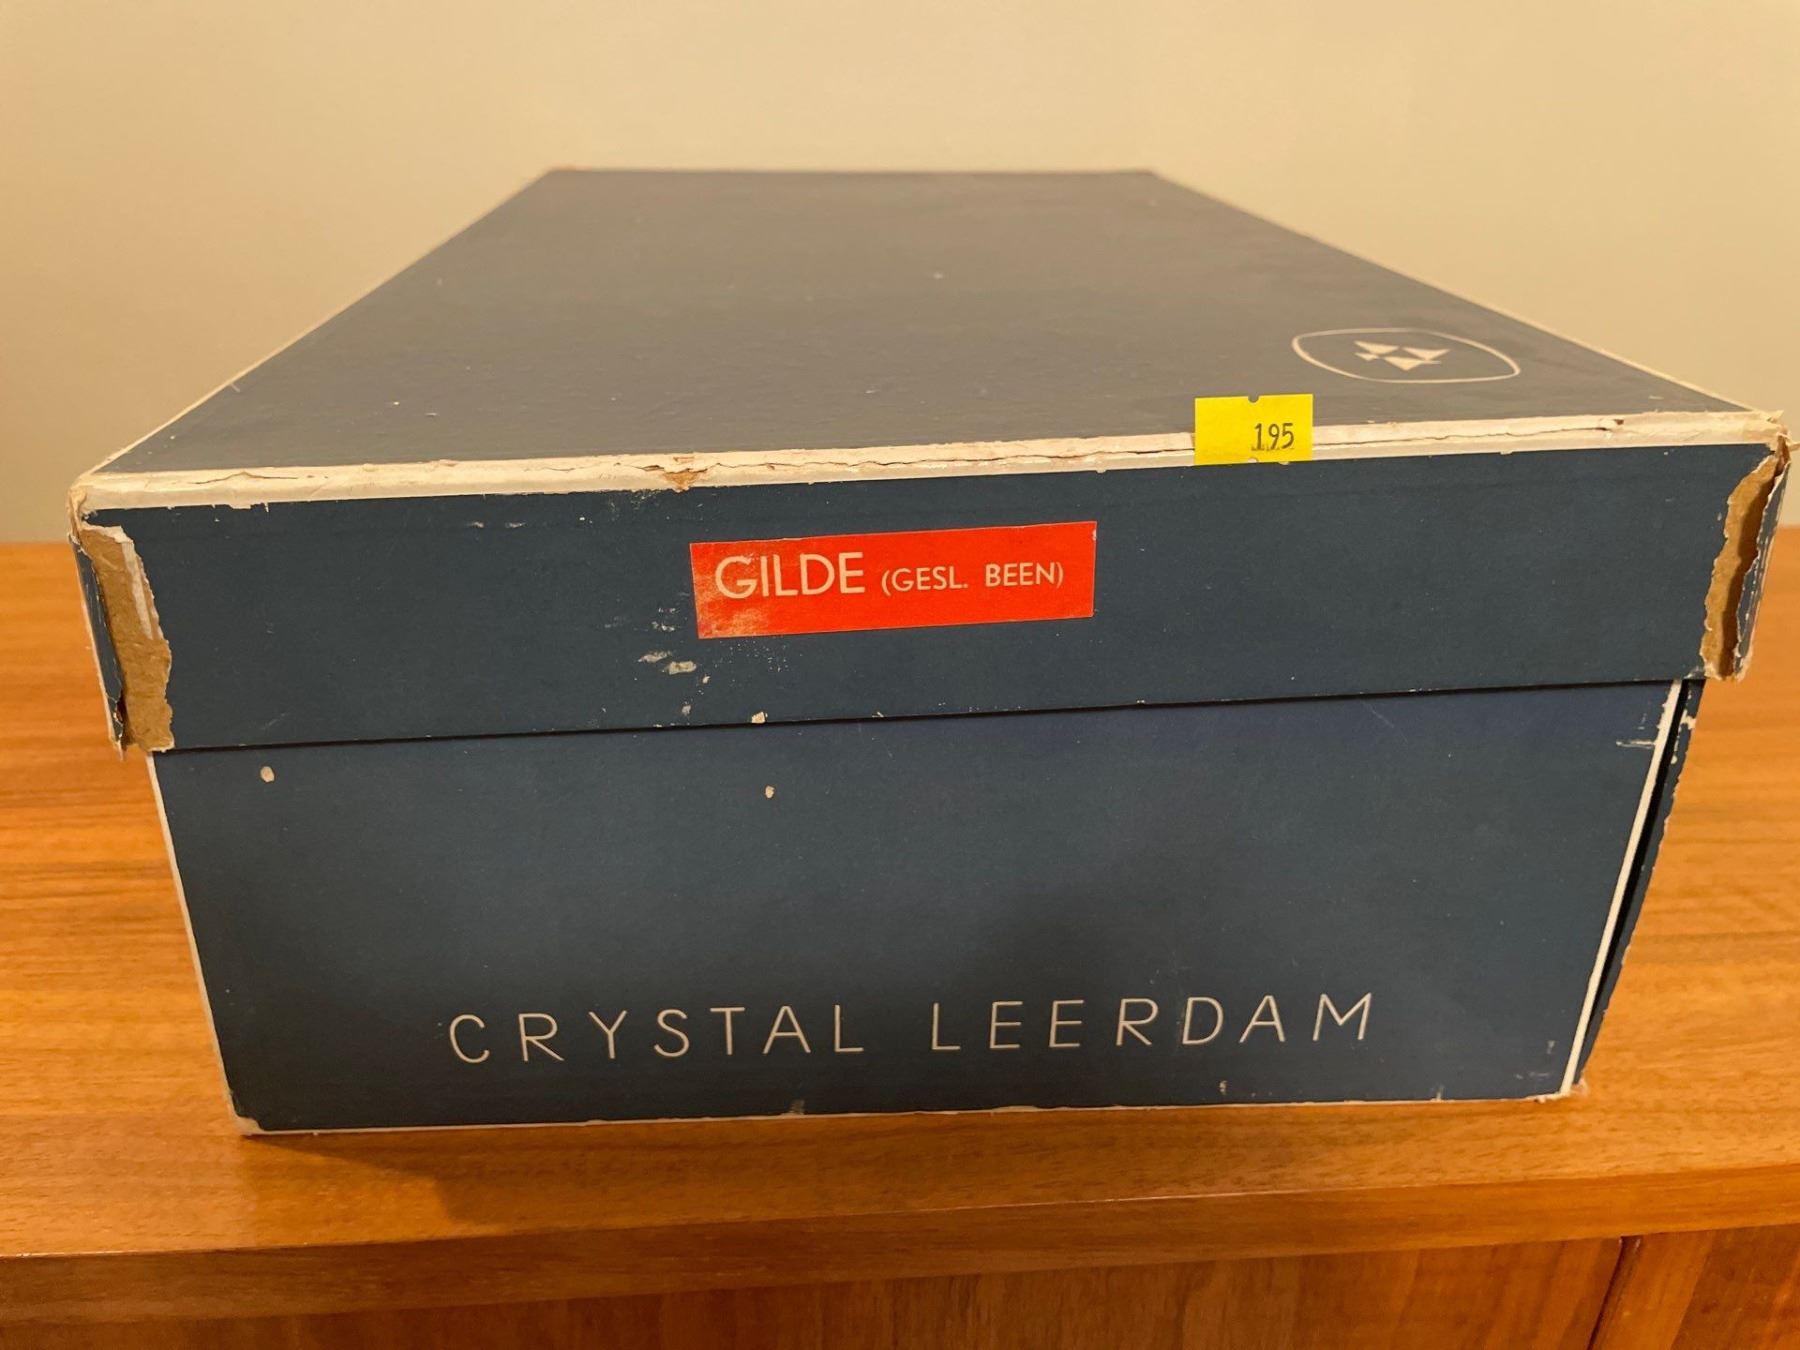 195
GILDE (GESL. BEEN)
CRYSTAL LEERDAM